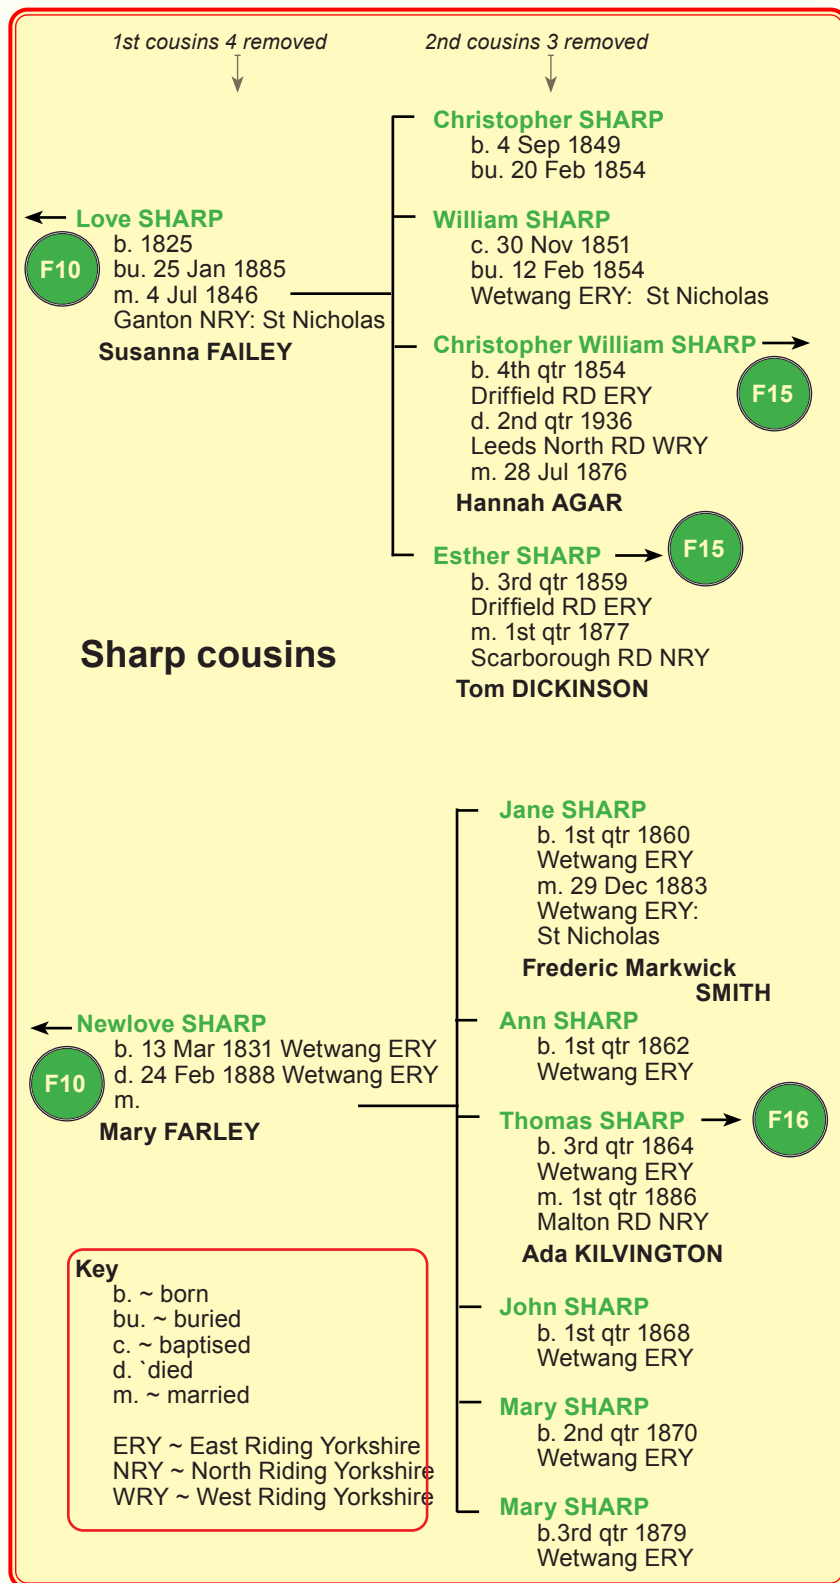 1st cousins 4 removed
2nd cousins 3 removed
Love SHARP
F10
b. 1825
bu. 25 Jan 1885
m. 4 Jul 1846
Ganton NRY: St Nicholas
Susanna FAILEY
Christopher SHARP
b. 4 Sep 1849
bu. 20 Feb 1854
William SHARP
c. 30 Nov 1851
bu. 12 Feb 1854
Wetwang ERY:  St Nicholas
Christopher William SHARP
F15
b. 4th qtr 1854
Driffield RD ERY
d. 2nd qtr 1936
Leeds North RD WRY
m. 28 Jul 1876
Hannah AGAR
Esther SHARP
F15
b. 3rd qtr 1859
Driffield RD ERY
m. 1st qtr 1877
Scarborough RD NRY
Tom DICKINSON
Sharp cousins
Newlove SHARP
F10
b. 13 Mar 1831 Wetwang ERY
d. 24 Feb 1888 Wetwang ERY
m.
Mary FARLEY
Jane SHARP
b. 1st qtr 1860
Wetwang ERY
m. 29 Dec 1883
Wetwang ERY:
St Nicholas
Frederic Markwick
SMITH
Ann SHARP
b. 1st qtr 1862
Wetwang ERY
Thomas SHARP
F16
b. 3rd qtr 1864
Wetwang ERY
m. 1st qtr 1886
Malton RD NRY
Ada KILVINGTON
John SHARP
b. 1st qtr 1868
Wetwang ERY
Mary SHARP
b. 2nd qtr 1870
Wetwang ERY
Mary SHARP
b.3rd qtr 1879
Wetwang ERY
Key
b. ~ born
bu. ~ buried
c. ~ baptised
d. `died
m. ~ married
ERY ~ East Riding Yorkshire
NRY ~ North Riding Yorkshire
WRY ~ West Riding Yorkshire